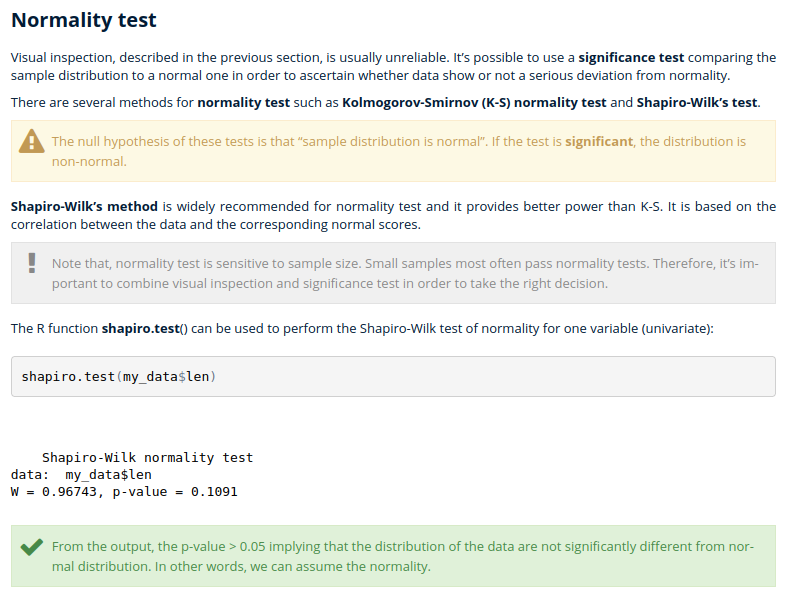 Normality test
Visual inspection, described in the previous section, is usually unreliable. It’s possible to use a significance test comparing the
sample distribution to a normal one in order to ascertain whether data show or not a serious deviation from normality.
There are several methods for normality test such as Kolmogorov-Smirnov (K-S) normality test and Shapiro-Wilk’s test.
The null hypothesis of these tests is that “sample distribution is normal”. If the test is significant, the distribution is
non-normal.
Shapiro-Wilk’s method is widely recommended for normality test and it provides better power than K-S. It is based on the
correlation between the data and the corresponding normal scores.
Note that, normality test is sensitive to sample size. Small samples most often pass normality tests. Therefore, it’s im-
portant to combine visual inspection and significance test in order to take the right decision.
The R function shapiro.test() can be used to perform the Shapiro-Wilk test of normality for one variable (univariate):
shapiro.test(my_data$len)
Shapiro-Wilk normality test
data:  my_data$len
W = 0.96743, p-value = 0.1091
From the output, the p-value > 0.05 implying that the distribution of the data are not significantly different from nor-
mal distribution. In other words, we can assume the normality.